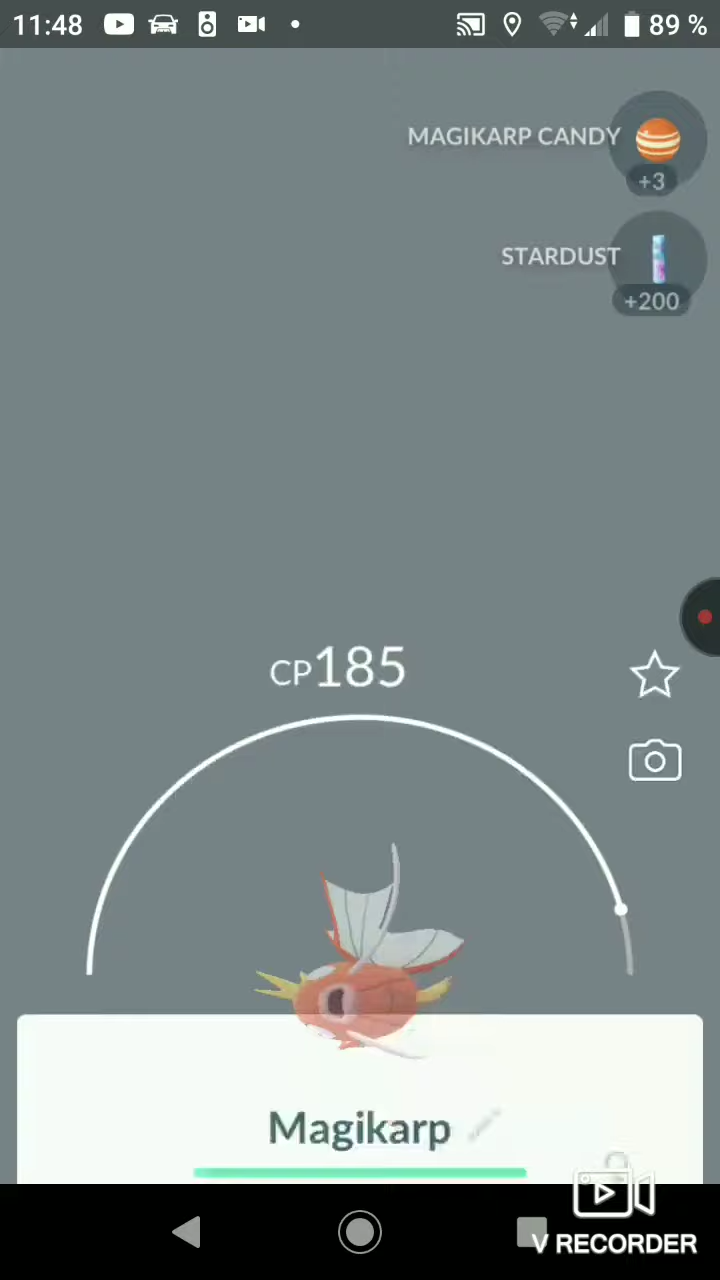 11:48 89 %
MAGIKARP CANDY
+3
STARDUST
+200
CP185
Magikarp
V RECORDER